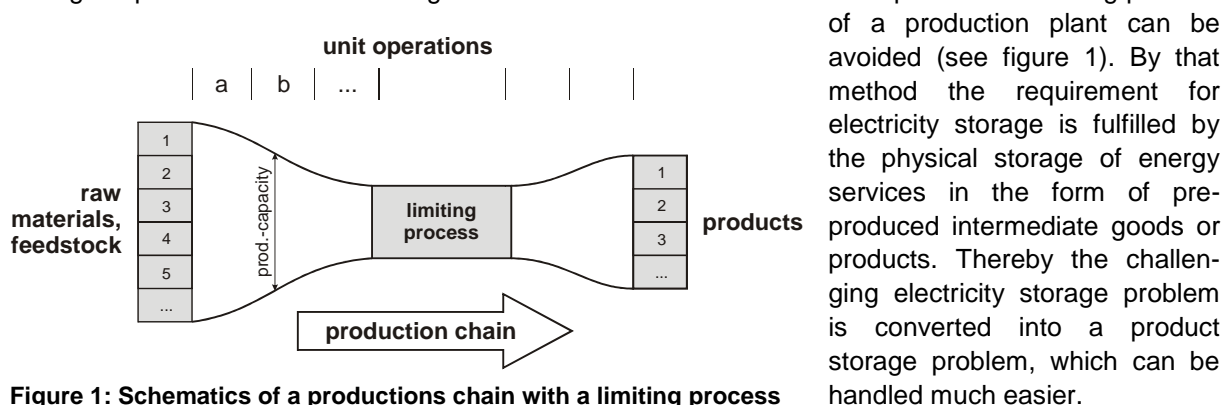 unit operations
a b ...
1
2
3
4
5
...
raw
materials,
feedstock
prod.-capacity
limiting
process
1
2
3
...
products
production chain
Figure 1: Schematics of a productions chain with a limiting process
of a production plant can be
avoided (see figure 1). By that
method the requirement for
electricity storage is fulfilled by
the physical storage of energy
services in the form of pre-
produced intermediate goods or
products. Thereby the challen-
ging electricity storage problem
is converted into a product
storage problem, which can be
handled much easier.